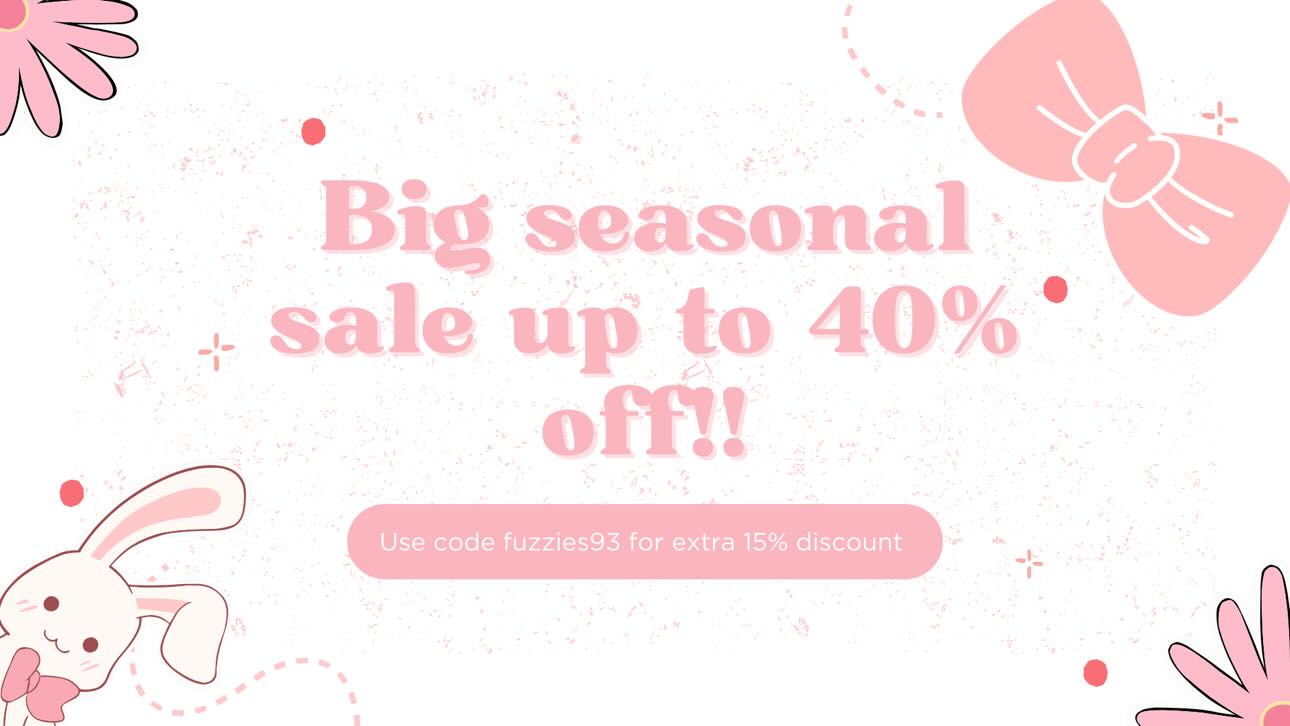 Big seasonal
sale up to 40%
off!!
Use code fuzzies93 for extra 15% discount